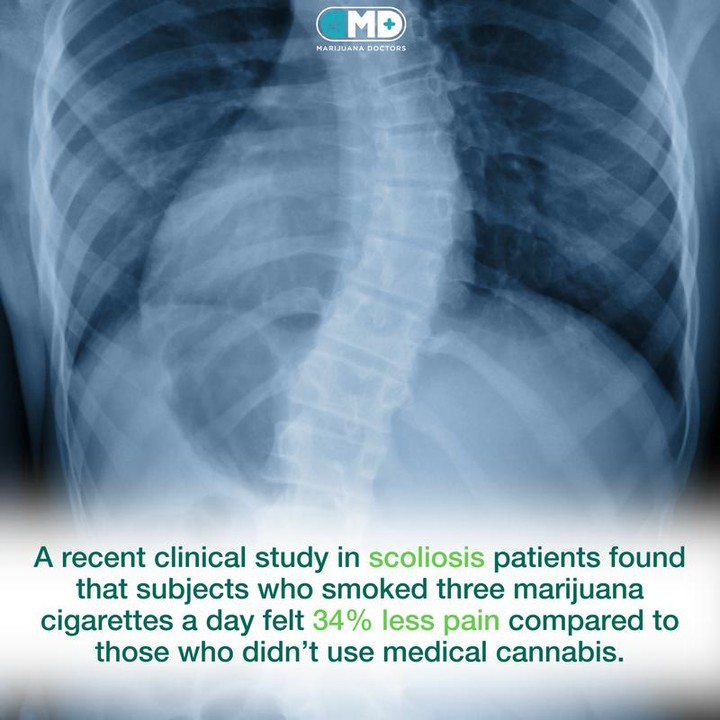 MD
MARIJUANA DOCTORS
A recent clinical study in scoliosis patients found
that subjects who smoked three marijuana
cigarettes a day felt 34% less pain compared to
those who didn’t use medical cannabis.